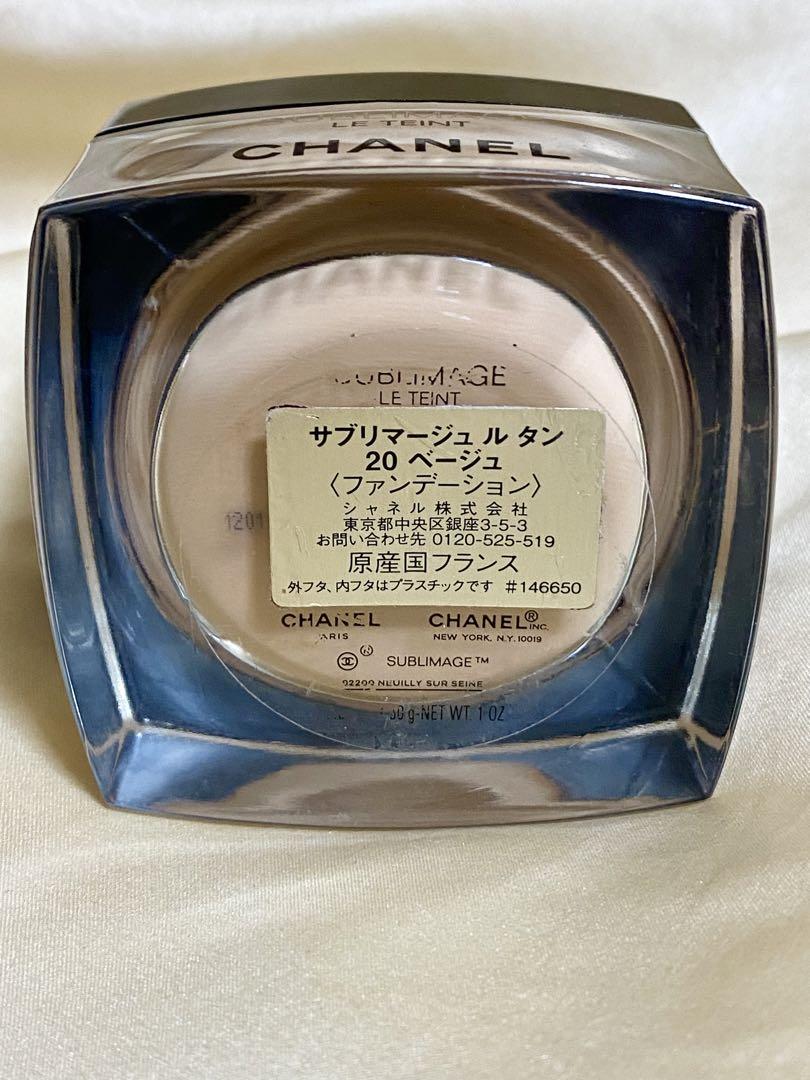 LE TEINT
CHANEL
CHANEL
SUBLIMAGE
LE TEINT
サブリマージュ ル タン
20 ベージュ
〈ファンデーション〉
シャネル株式会社
東京都中央区銀座3-5-3
お問い合わせ先 0120-525-519
原産国フランス
※外フタ、内フタはプラスチックです #146650
1201
CHANEL CHANEL®INC.
PARIS NEW YORK, N.Y. 10019
SUBLIMAGE™
92200 NEUILLY SUR SEINE
30 g-NET WT. 1 OZ